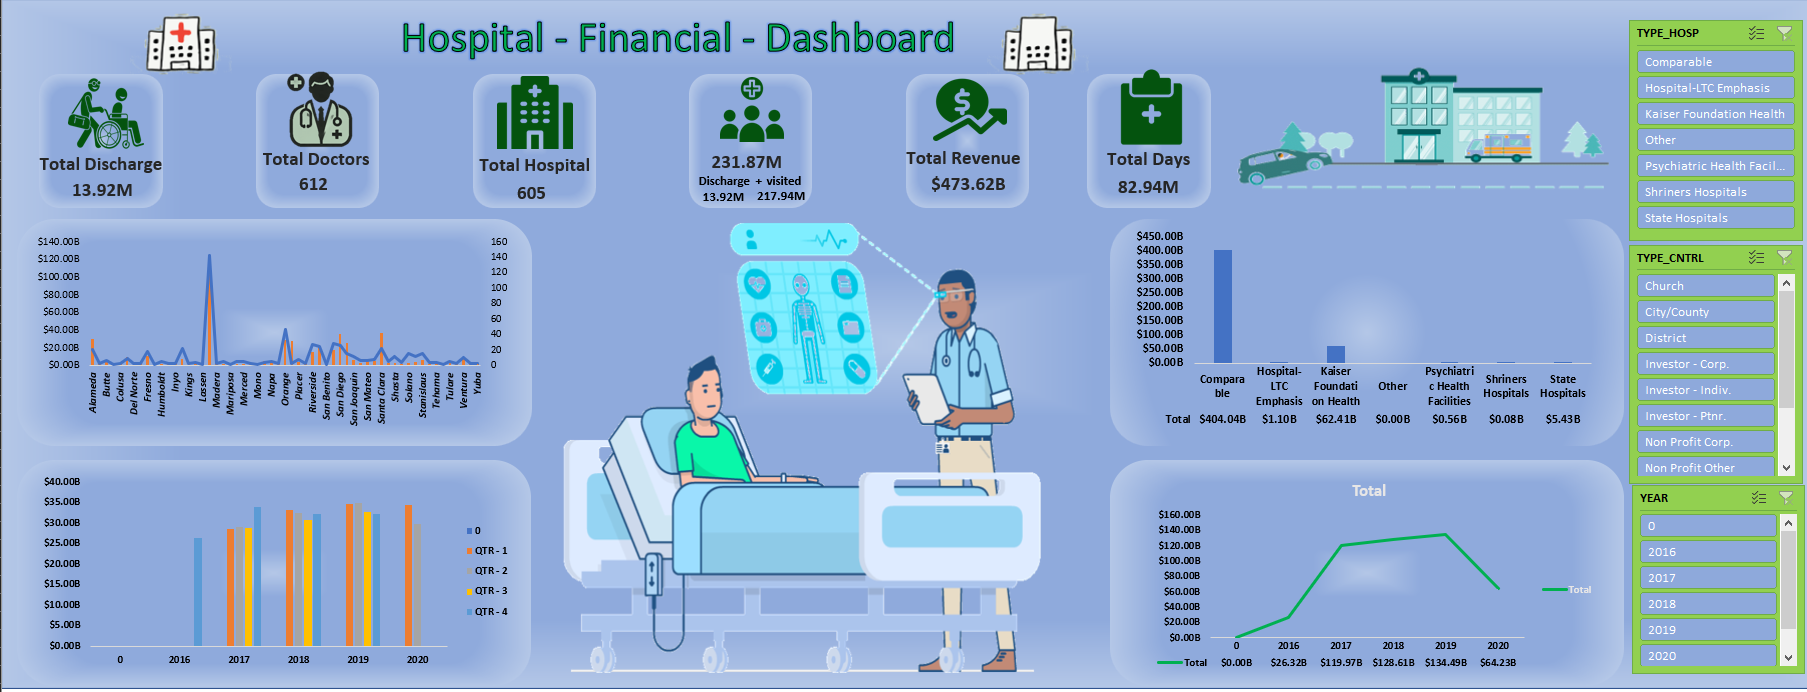 Hospital - Financial - Dashboard
Total Discharge
13.92M
Total Doctors
612
Total Hospital
605
231.87M
Discharge + visited
13.92M 217.94M
Total Revenue
$473.62B
Total Days
82.94M
TYPE_HOSP
Comparable
Hospital-LTC Emphasis
Kaiser Foundation Health
Other
Psychiatric Health Facil...
Shriners Hospitals
State Hospitals
$140.00B
$120.00B
$100.00B
$80.00B
$60.00B
$40.00B
$20.00B
$0.00B
160
140
120
100
80
60
40
20
0
Alameda
Butte
Colusa
Del Norte
Fresno
Humboldt
Inyo
Kings
Lassen
Madera
Mariposa
Merced
Mono
Napa
Orange
Placer
Riverside
San Benito
San Diego
San Joaquin
San Mateo
Santa Clara
Shasta
Solano
Stanislaus
Tehama
Tulare
Ventura
Yuba
$450.00B
$400.00B
$350.00B
$300.00B
$250.00B
$200.00B
$150.00B
$100.00B
$50.00B
$0.00B
Compara
ble
Hospital-
LTC
Emphasis
Kaiser
Foundati
on Health
Other
Psychiatri
c Health
Facilities
Shriners
Hospitals
State
Hospitals
Total $404.04B $1.10B $62.41B $0.00B $0.56B $0.08B $5.43B
TYPE_CNTRL
Church
City/County
District
Investor - Corp.
Investor - Indiv.
Investor - Ptnr.
Non Profit Corp.
Non Profit Other
$40.00B
$35.00B
$30.00B
$25.00B
$20.00B
$15.00B
$10.00B
$5.00B
$0.00B
0 2016 2017 2018 2019 2020
0
QTR - 1
QTR - 2
QTR - 3
QTR - 4
Total
$160.00B
$140.00B
$120.00B
$100.00B
$80.00B
$60.00B
$40.00B
$20.00B
$0.00B
0 2016 2017 2018 2019 2020
Total $0.00B $26.32B $119.97B $128.61B $134.49B $64.23B
Total
YEAR
0
2016
2017
2018
2019
2020